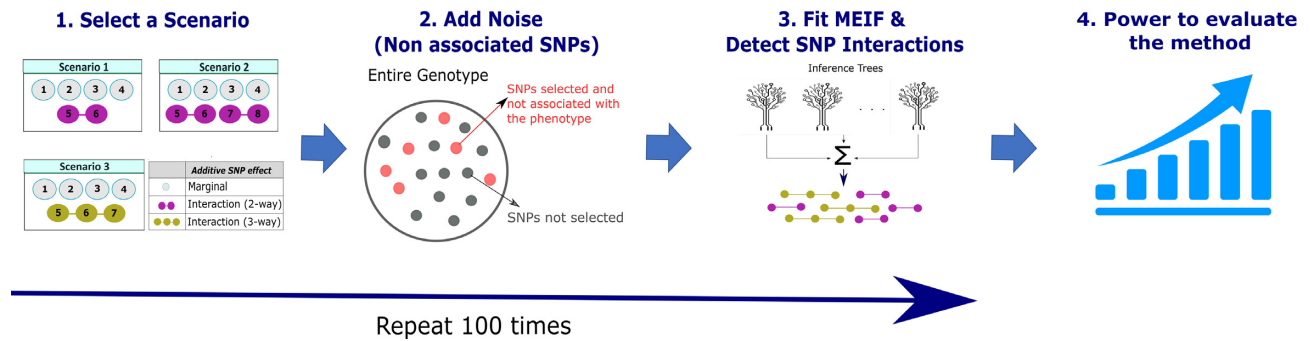 1. Select a Scenario
Scenario 1
1 2 3 4
5 6
Scenario 2
1 2 3 4
5 6 7 8
Scenario 3
1 2 3 4
5 6 7
Additive SNP effect
Marginal
Interaction (2-way)
Interaction (3-way)
2. Add Noise
(Non associated SNPs)
Entire Genotype
SNPs selected and
not associated with
the phenotype
SNPs not selected
3. Fit MEIF &
Detect SNP Interactions
Inference Trees
. . .
Σ
4. Power to evaluate
the method
Repeat 100 times